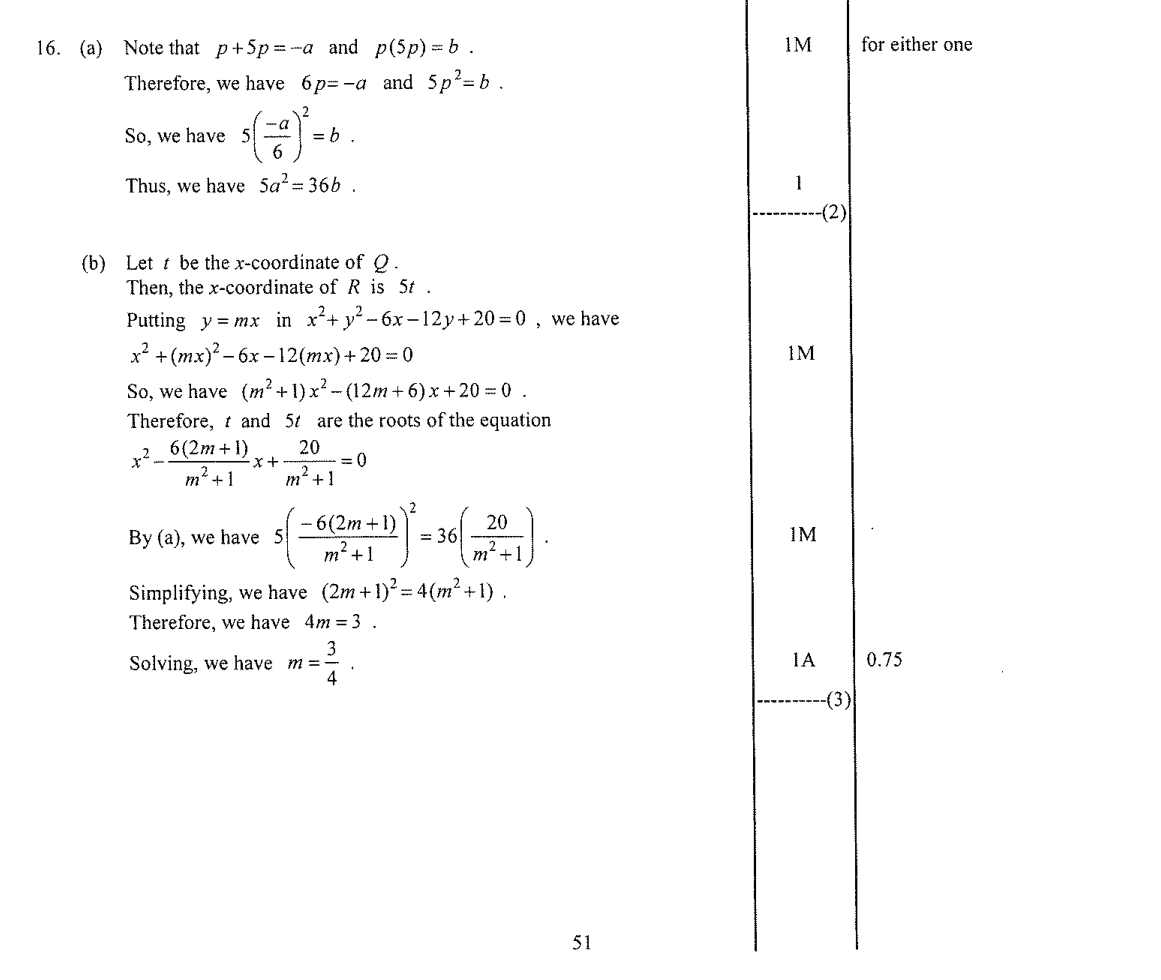 16. (a) Note that p+5p=−a and p(5p)=b . 1M for either one
Therefore, we have 6p=−a and 5p²=b .
So, we have 5(−a/6)²=b .
Thus, we have 5a²=36b . 1
----------(2)
(b) Let t be the x-coordinate of Q .
Then, the x-coordinate of R is 5t .
Putting y=mx in x²+y²−6x−12y+20=0 , we have
x²+(mx)²−6x−12(mx)+20=0 1M
So, we have (m²+1)x²−(12m+6)x+20=0 .
Therefore, t and 5t are the roots of the equation
x²−6(2m+1)/(m²+1) x+20/(m²+1)=0
By (a), we have 5(−6(2m+1)/(m²+1))²=36(20/(m²+1)) . 1M
Simplifying, we have (2m+1)²=4(m²+1) .
Therefore, we have 4m=3 .
Solving, we have m=3/4 . 1A 0.75
----------(3)
51